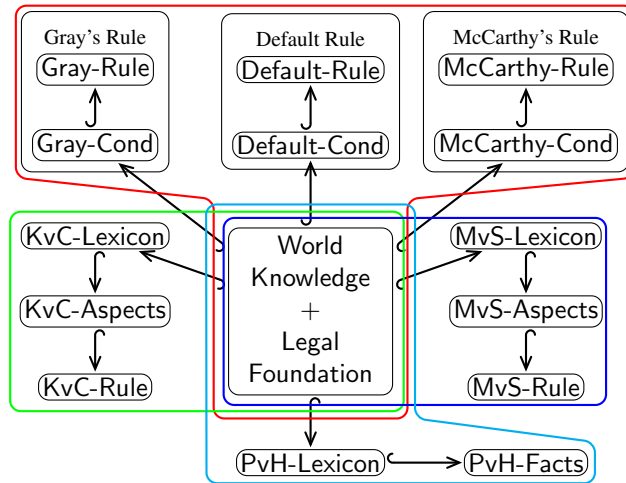 Gray's Rule
Default Rule
McCarthy's Rule
Gray-Rule
Default-Rule
McCarthy-Rule
Gray-Cond
Default-Cond
McCarthy-Cond
KvC-Lexicon
World
Knowledge
+
Legal
Foundation
MvS-Lexicon
KvC-Aspects
MvS-Aspects
KvC-Rule
MvS-Rule
PvH-Lexicon
PvH-Facts